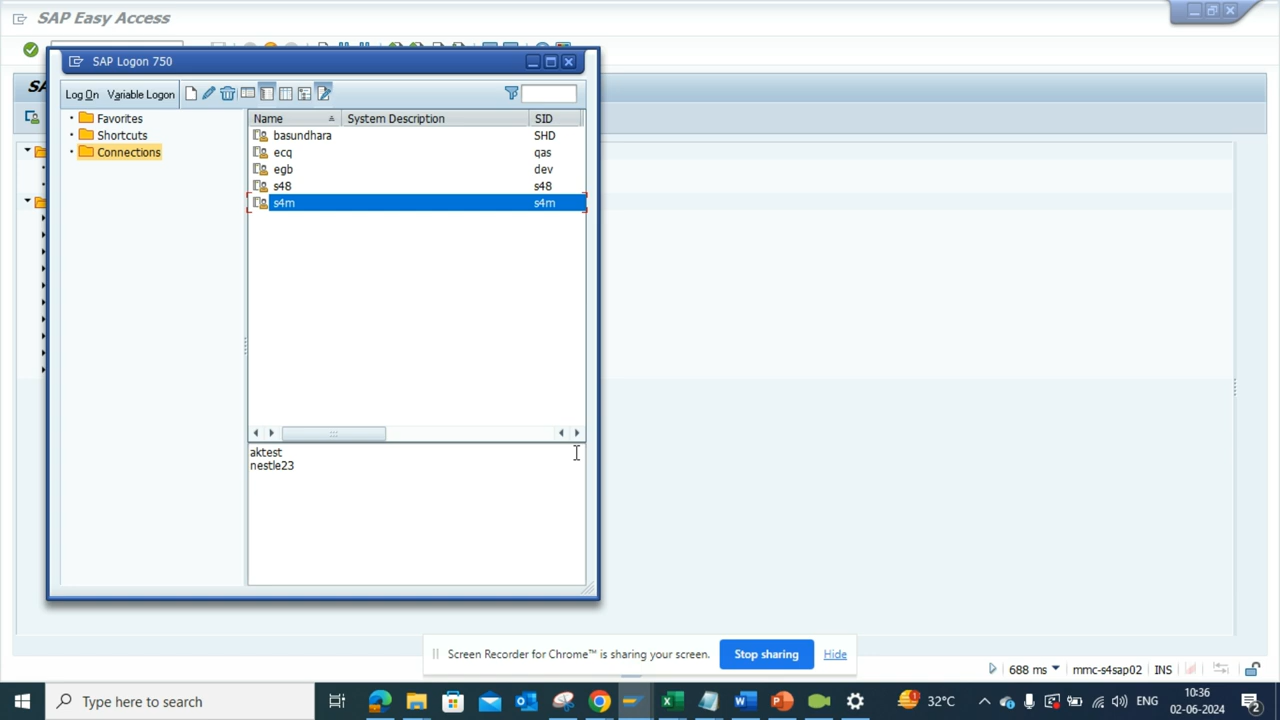 SAP Easy Access
SAP Logon 750
Log On Variable Logon
Favorites
Shortcuts
Connections
Name System Description SID
basundhara SHD
ecq qas
egb dev
s48 s48
s4m s4m
aktest
nestle23
Screen Recorder for Chrome™ is sharing your screen. Stop sharing Hide
688 ms mmc-s4sap02 INS
Type here to search
32°C ENG
10:36
02-06-2024
2